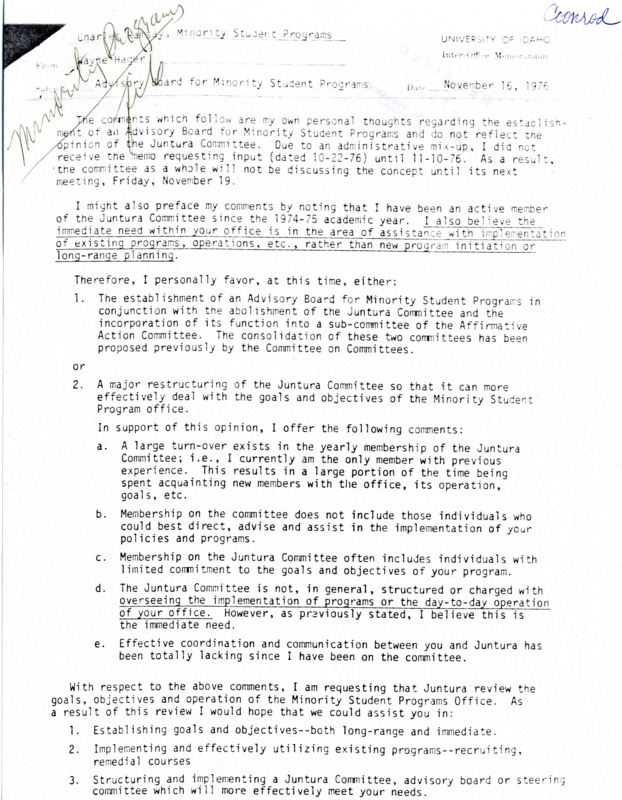 Conrod
Minority Programs
file
Minority Student Programs
UNIVERSITY OF IDAHO
Inter-Office Memorandum
From Wayne Hager
Advisory Board for Minority Student Programs Date November 16, 1976
The comments which follow are my own personal thoughts regarding the establish-
ment of an Advisory Board for Minority Student Programs and do not reflect the
opinion of the Juntura Committee. Due to an administrative mix-up, I did not
receive the memo requesting input (dated 10-22-76) until 11-10-76. As a result,
the committee as a whole will not be discussing the concept until its next
meeting, Friday, November 19.
I might also preface my comments by noting that I have been an active member
of the Juntura Committee since the 1974-75 academic year. I also believe the
immediate need within your office is in the area of assistance with implementation
of existing programs, operations, etc., rather than new program initiation or
long-range planning.
Therefore, I personally favor, at this time, either:
1. The establishment of an Advisory Board for Minority Student Programs in
conjunction with the abolishment of the Juntura Committee and the
incorporation of its function into a sub-committee of the Affirmative
Action Committee. The consolidation of these two committees has been
proposed previously by the Committee on Committees.
or
2. A major restructuring of the Juntura Committee so that it can more
effectively deal with the goals and objectives of the Minority Student
Program office.
In support of this opinion, I offer the following comments:
a. A large turn-over exists in the yearly membership of the Juntura
Committee; i.e., I currently am the only member with previous
experience. This results in a large portion of the time being
spent acquainting new members with the office, its operation,
goals, etc.
b. Membership on the committee does not include those individuals who
could best direct, advise and assist in the implementation of your
policies and programs.
c. Membership on the Juntura Committee often includes individuals with
limited commitment to the goals and objectives of your program.
d. The Juntura Committee is not, in general, structured or charged with
overseeing the implementation of programs or the day-to-day operation
of your office. However, as previously stated, I believe this is
the immediate need.
e. Effective coordination and communication between you and Juntura has
been totally lacking since I have been on the committee.
With respect to the above comments, I am requesting that Juntura review the
goals, objectives and operation of the Minority Student Programs Office. As
a result of this review I would hope that we could assist you in:
1. Establishing goals and objectives--both long-range and immediate.
2. Implementing and effectively utilizing existing programs--recruiting,
remedial courses
3. Structuring and implementing a Juntura Committee, advisory board or steering
committee which will more effectively meet your needs.